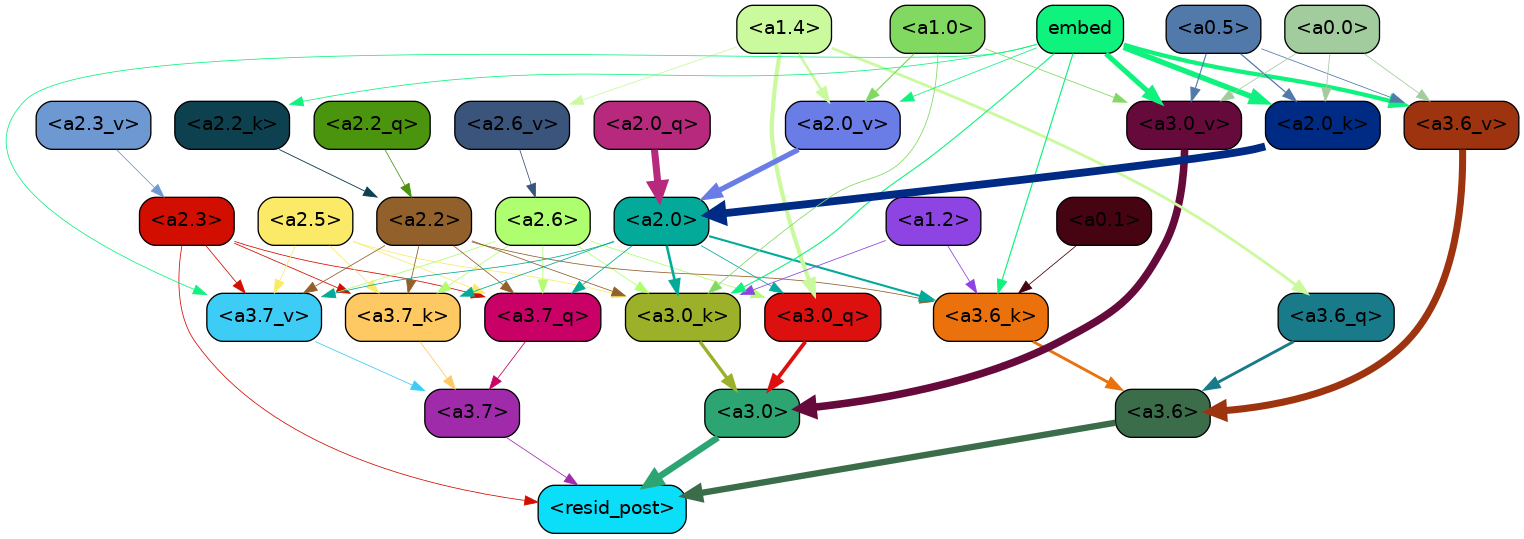 <a1.4> <a1.0> embed <a0.5> <a0.0>
<a2.3_v> <a2.2_k> <a2.2_q> <a2.6_v> <a2.0_q> <a2.0_v> <a3.0_v> <a2.0_k> <a3.6_v>
<a2.3> <a2.5> <a2.2> <a2.6> <a2.0> <a1.2> <a0.1>
<a3.7_v> <a3.7_k> <a3.7_q> <a3.0_k> <a3.0_q> <a3.6_k> <a3.6_q>
<a3.7> <a3.0> <a3.6>
<resid_post>